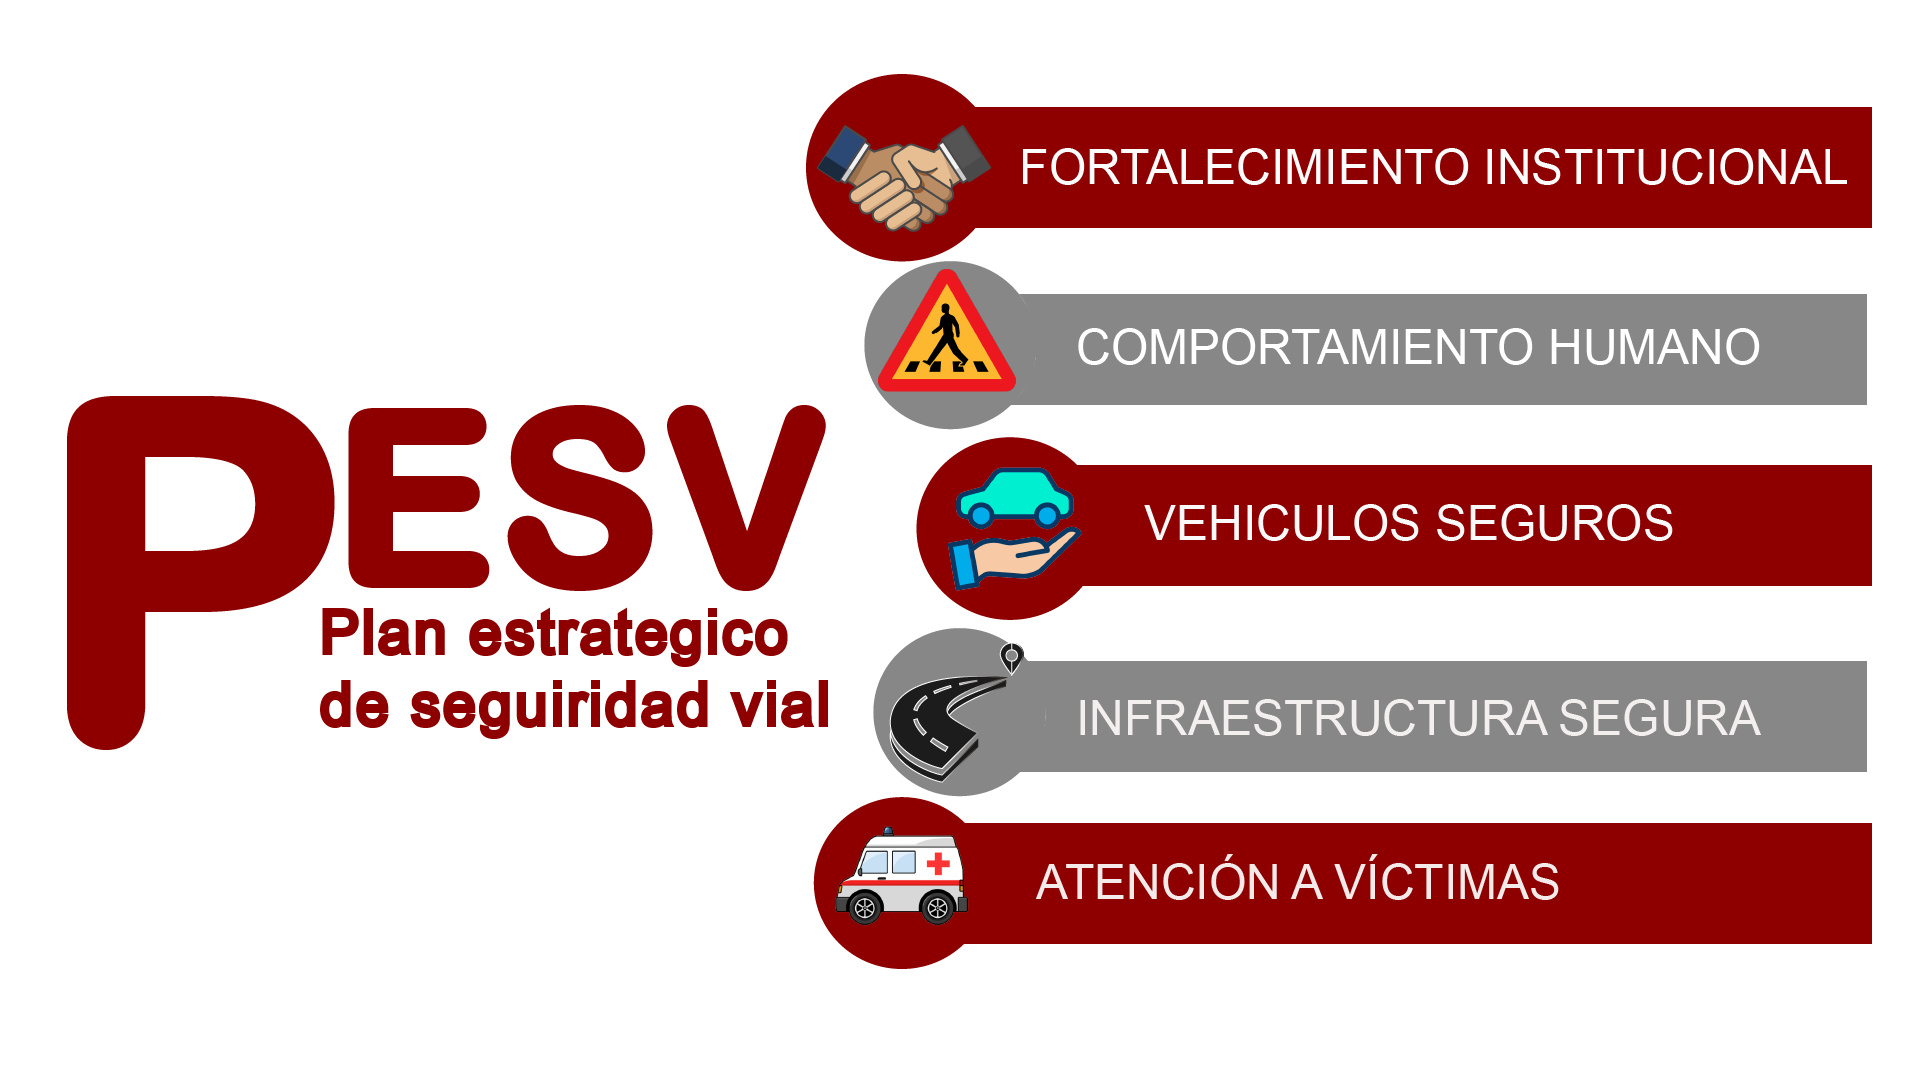 PESV
Plan estrategico
de seguiridad vial
FORTALECIMIENTO INSTITUCIONAL
COMPORTAMIENTO HUMANO
VEHICULOS SEGUROS
INFRAESTRUCTURA SEGURA
ATENCIÓN A VÍCTIMAS